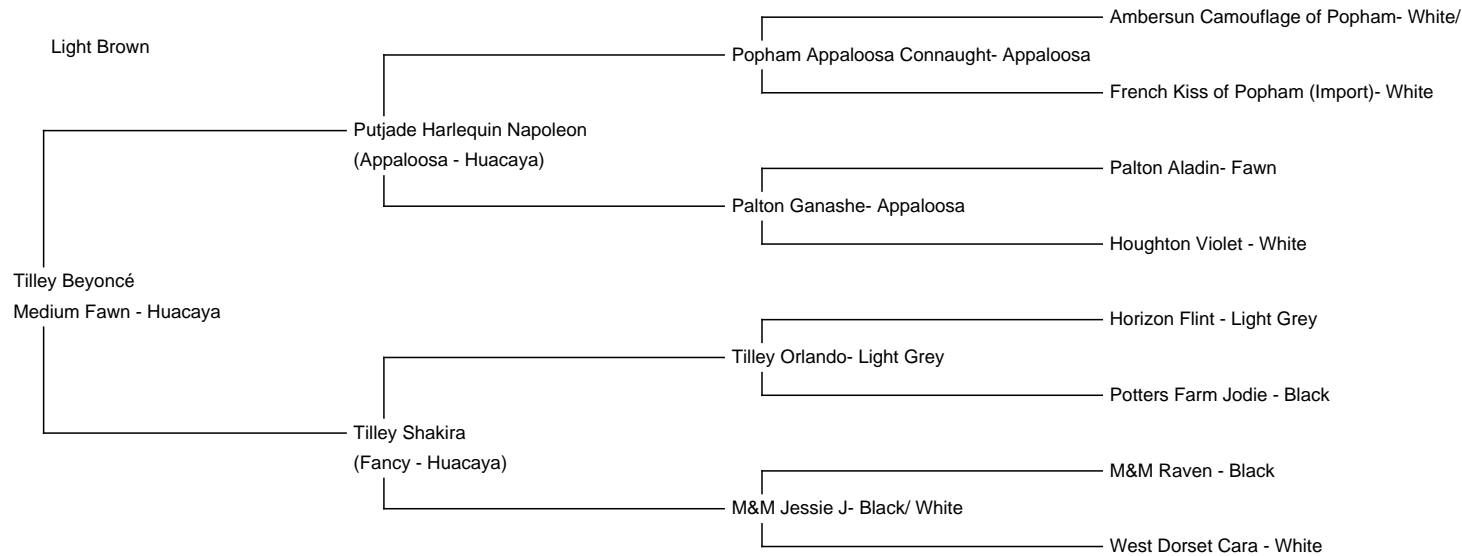 Ambersun Camouflage of Popham- White/
Light Brown
Popham Appaloosa Connaught- Appaloosa
French Kiss of Popham (Import)- White
Putjade Harlequin Napoleon
(Appaloosa - Huacaya)
Palton Aladin- Fawn
Palton Ganashe- Appaloosa
Houghton Violet - White
Tilley Beyoncé
Medium Fawn - Huacaya
Horizon Flint - Light Grey
Tilley Orlando- Light Grey
Potters Farm Jodie - Black
Tilley Shakira
(Fancy - Huacaya)
M&M Raven - Black
M&M Jessie J- Black/ White
West Dorset Cara - White